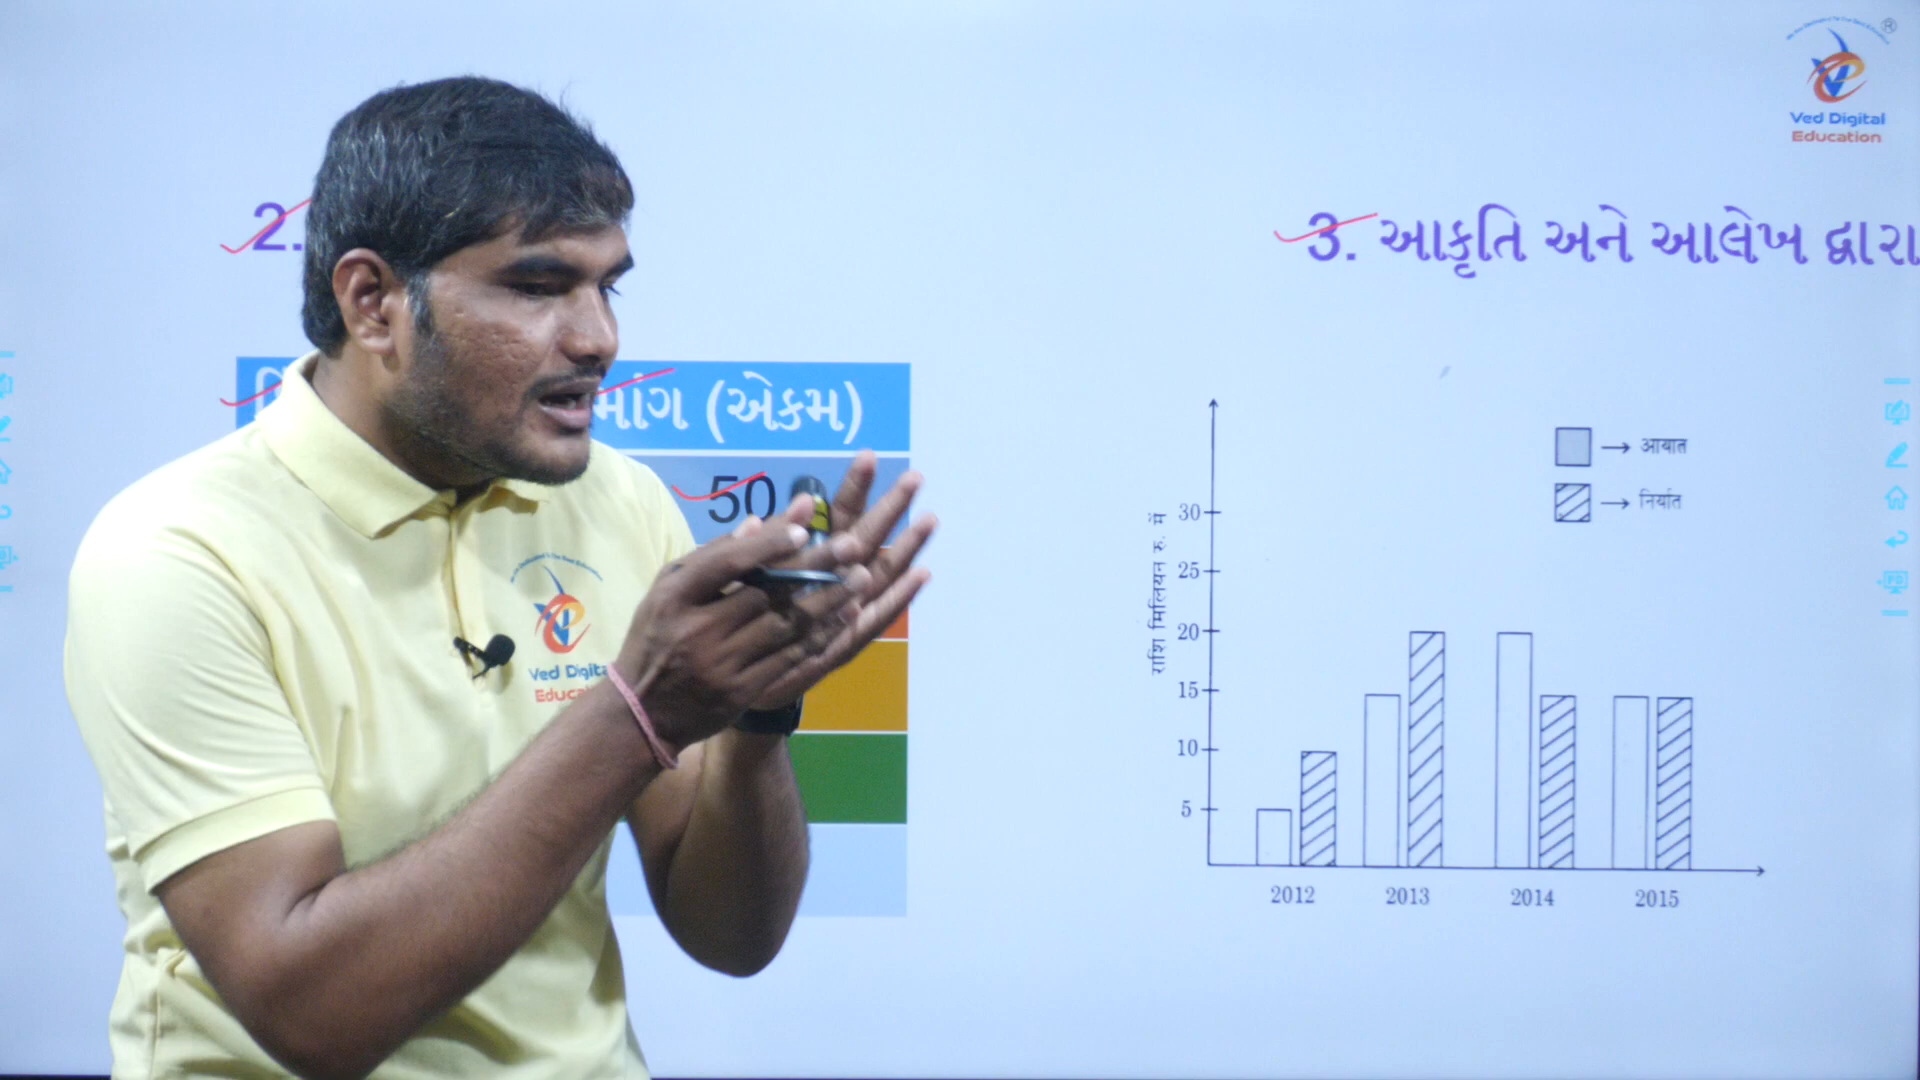 Ved Digital
Education
2.
3. આકૃતિ અને આલેખ દ્વારા
માંગ (એકમ)
50
→ आयात
→ निर्यात
राशि मिलियन रु. में
30
25
20
15
10
5
2012 2013 2014 2015
Ved Digita
Educa